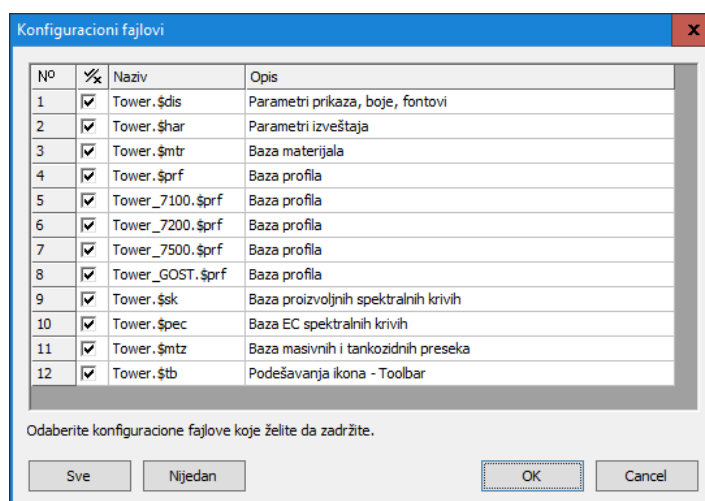 Konfiguracioni fajlovi
Nº Naziv Opis
1 Tower.$dis Parametri prikaza, boje, fontovi
2 Tower.$har Parametri izveštaja
3 Tower.$mtr Baza materijala
4 Tower.$prf Baza profila
5 Tower_7100.$prf Baza profila
6 Tower_7200.$prf Baza profila
7 Tower_7500.$prf Baza profila
8 Tower_GOST.$prf Baza profila
9 Tower.$sk Baza proizvoljnih spektralnih krivih
10 Tower.$pec Baza EC spektralnih krivih
11 Tower.$mtz Baza masivnih i tankozidnih preseka
12 Tower.$tb Podešavanja ikona - Toolbar
Odaberite konfiguracione fajlove koje želite da zadržite.
Sve Nijedan OK Cancel